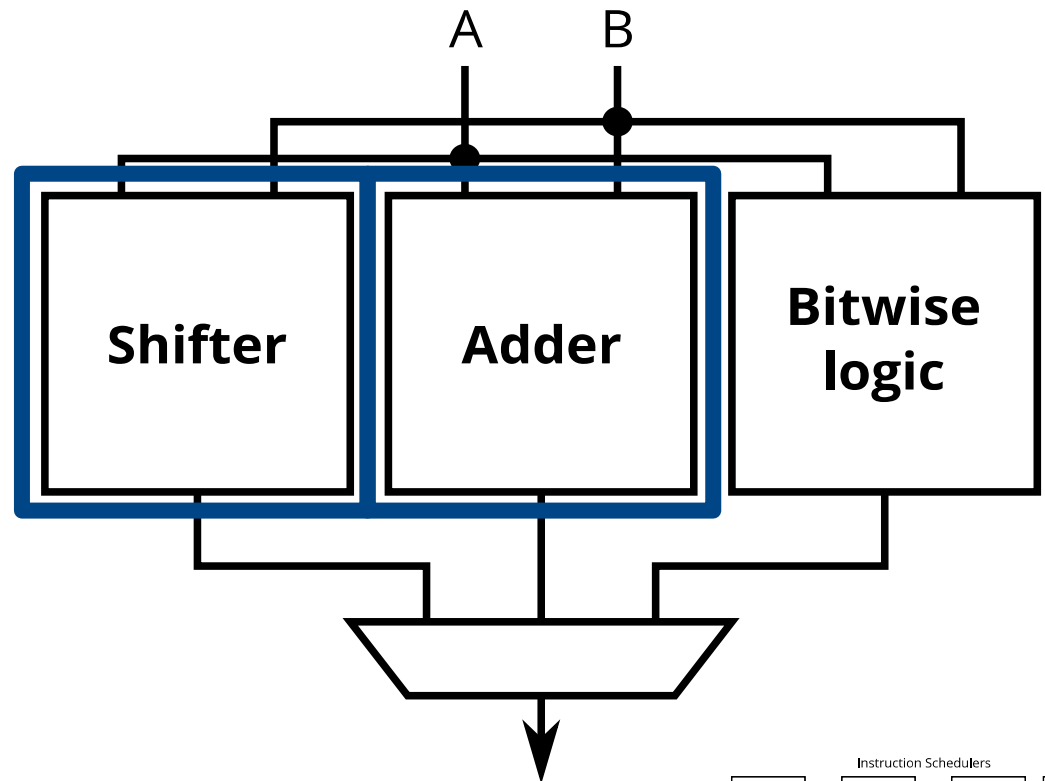 A B
Shifter
Adder
Bitwise
logic
Instruction Schedulers